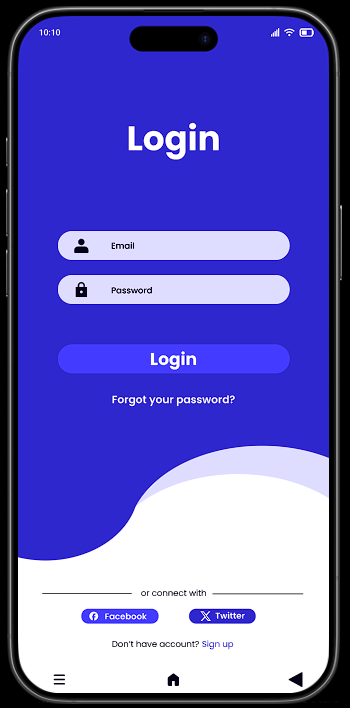 10:10
Login
Email
Password
Login
Forgot your password?
or connect with
Facebook
Twitter
Don't have account? Sign up